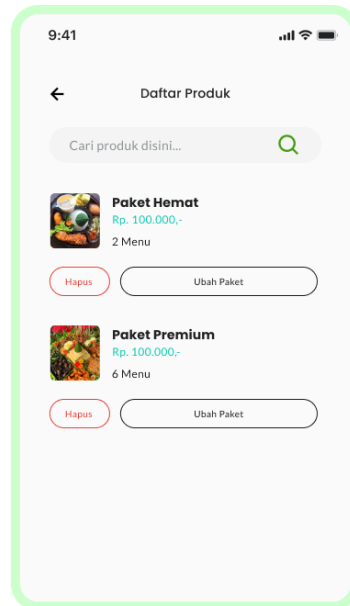 9:41
Daftar Produk
Cari produk disini...
Paket Hemat
Rp. 100.000,-
2 Menu
Hapus
Ubah Paket
Paket Premium
Rp. 100.000,-
6 Menu
Hapus
Ubah Paket